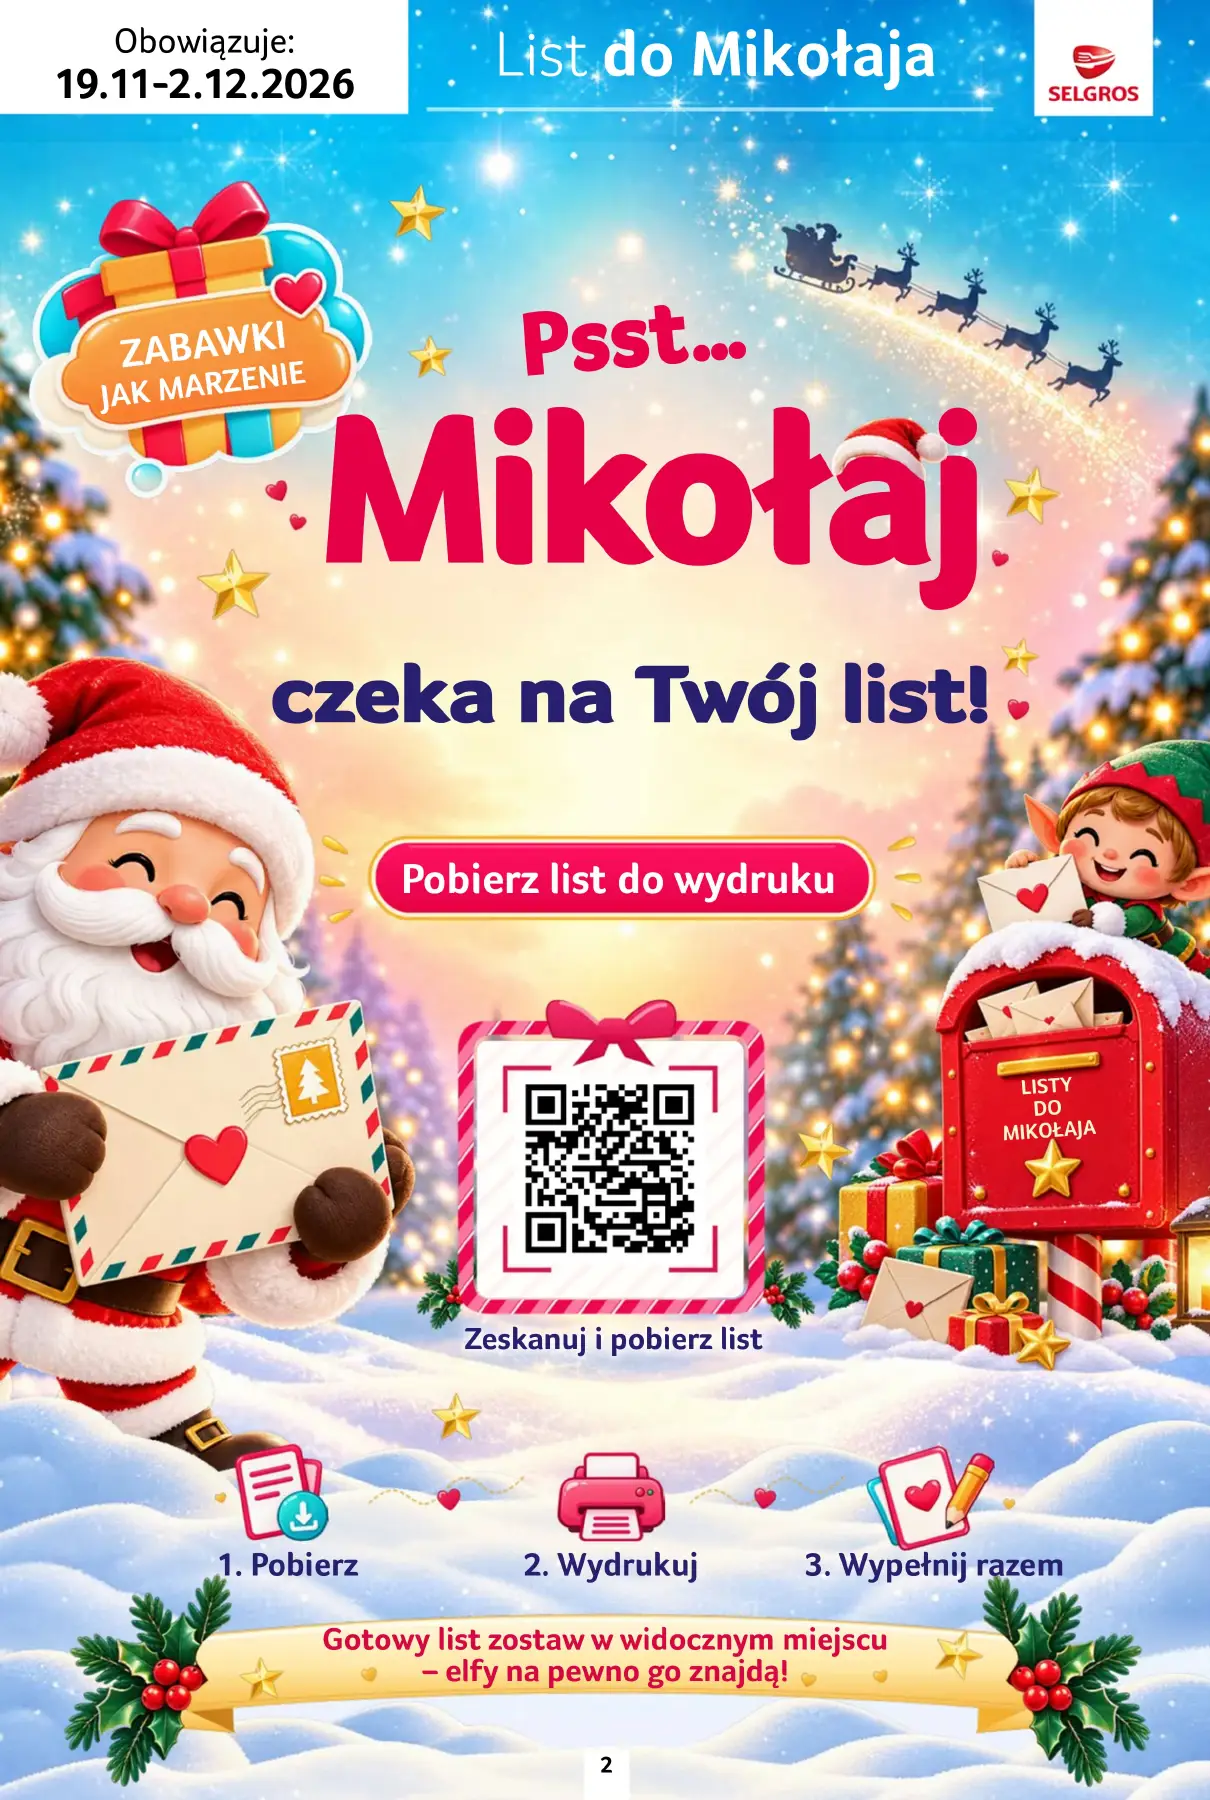 Obowiązuje:
19.11-2.12.2026
List do Mikołaja
SELGROS
ZABAWKI
JAK MARZENIE
Psst...
Mikołaj
czeka na Twój list!
Pobierz list do wydruku
LISTY
DO
MIKOŁAJA
Zeskanuj i pobierz list
1. Pobierz
2. Wydrukuj
3. Wypełnij razem
Gotowy list zostaw w widocznym miejscu
– elfy na pewno go znajdą!
2